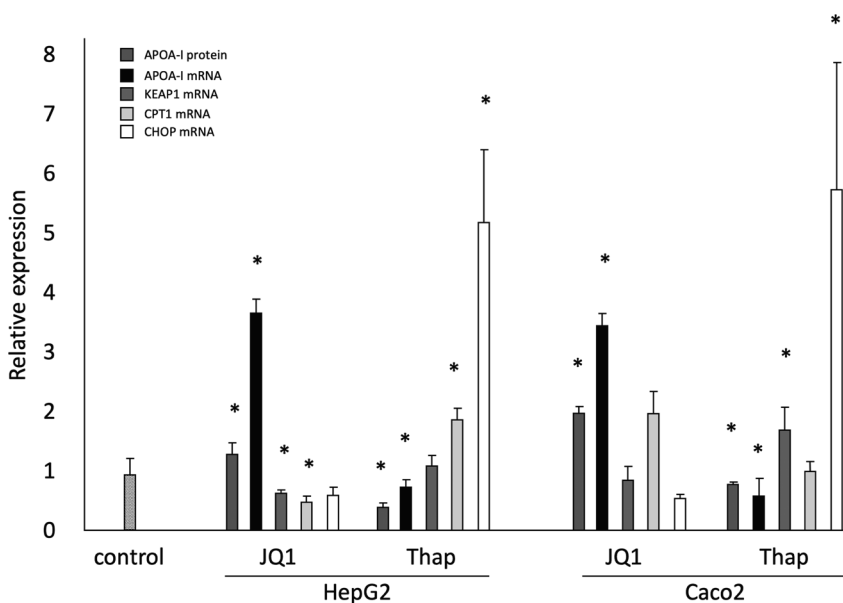 APOA-I protein
APOA-I mRNA
KEAP1 mRNA
CPT1 mRNA
CHOP mRNA
Relative expression
8
7
6
5
4
3
2
1
0
* * * * * * * * * * * * * *
control JQ1 Thap JQ1 Thap
HepG2 Caco2